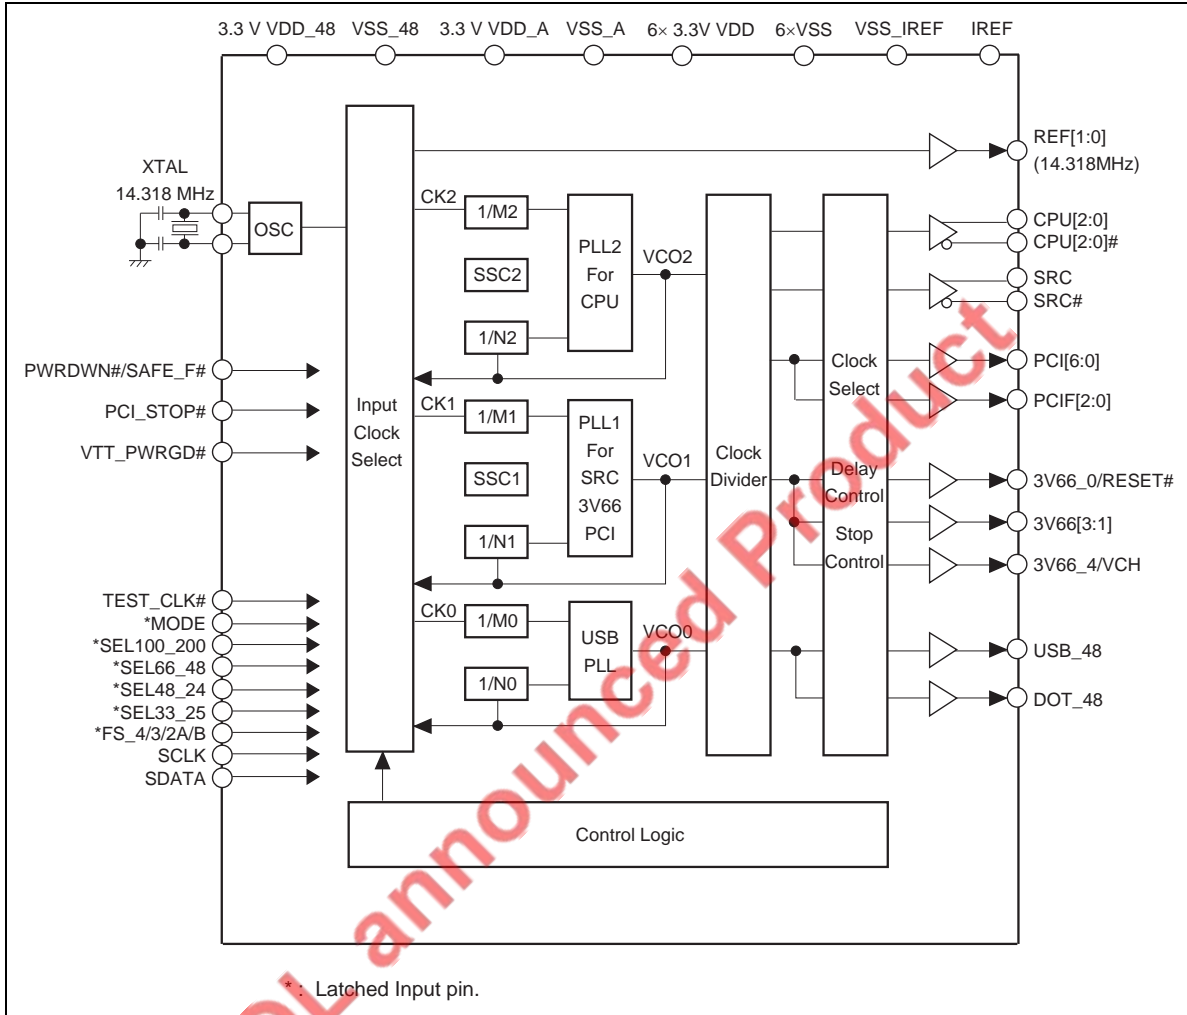 3.3 V VDD_48 VSS_48 3.3 V VDD_A VSS_A 6× 3.3V VDD 6×VSS VSS_IREF IREF
XTAL
14.318 MHz
OSC
PWRDWN#/SAFE_F#
PCI_STOP#
VTT_PWRGD#
TEST_CLK#
*MODE
*SEL100_200
*SEL66_48
*SEL48_24
*SEL33_25
*FS_4/3/2A/B
SCLK
SDATA
Input
Clock
Select
CK2
1/M2
SSC2
1/N2
PLL2
For
CPU
VCO2
CK1
1/M1
SSC1
1/N1
PLL1
For
SRC
3V66
PCI
VCO1
CK0
1/M0
1/N0
USB
PLL
VCO0
Clock
Divider
Clock
Select
Delay
Control
Stop
Control
REF[1:0]
(14.318MHz)
CPU[2:0]
CPU[2:0]#
SRC
SRC#
PCI[6:0]
PCIF[2:0]
3V66_0/RESET#
3V66[3:1]
3V66_4/VCH
USB_48
DOT_48
Control Logic
* : Latched Input pin.
announced Product